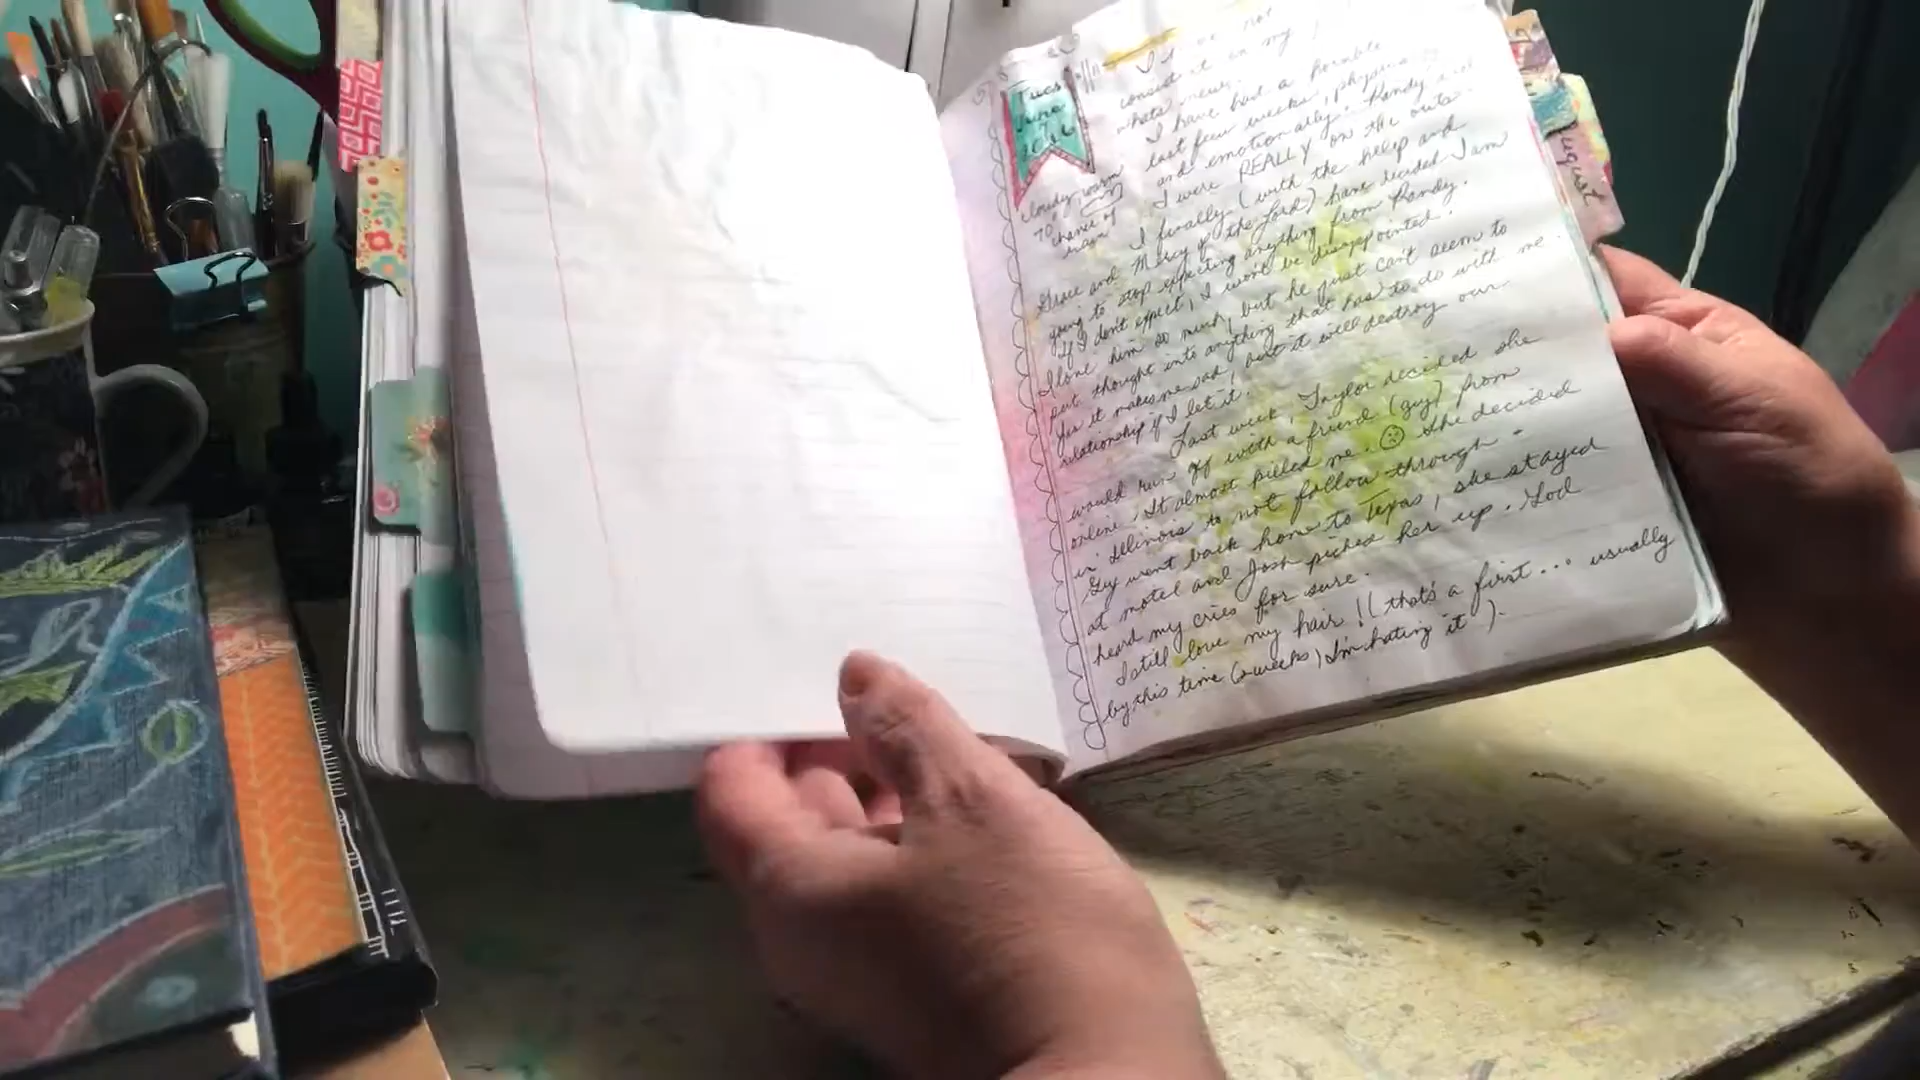 Tues
June
cloudy, warm
70°
chance of
rain
I
not
consist it in my
whats new.
I have had a horrible
last few weeks, physically
and emotionally. Randy and
I were REALLY on the outs.
I finally (with the help and
Grace and Mercy of the Lord) have decided I am
going to stop expecting anything from Randy.
If I don't expect, I won't be disappointed.
I love him so much, but he just can't seem to
put thought into anything that has to do with me.
Yes it makes me sad, but it will destroy our
relationship if I let it.
Last week, Taylor decided she
would run off with a friend (guy) from
online. It almost killed me. ☹ She decided
in Illinois to not follow through.
Guy went back home to Texas, she stayed
at motel and Josh picked her up. God
heard my cries for sure.
I still love my hair! (that's a first... usually
by this time (2 weeks) I'm hating it).
August